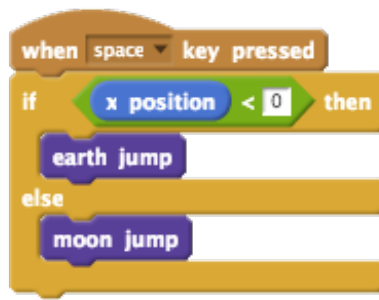 when space key pressed
if x position < 0 then
earth jump
else
moon jump